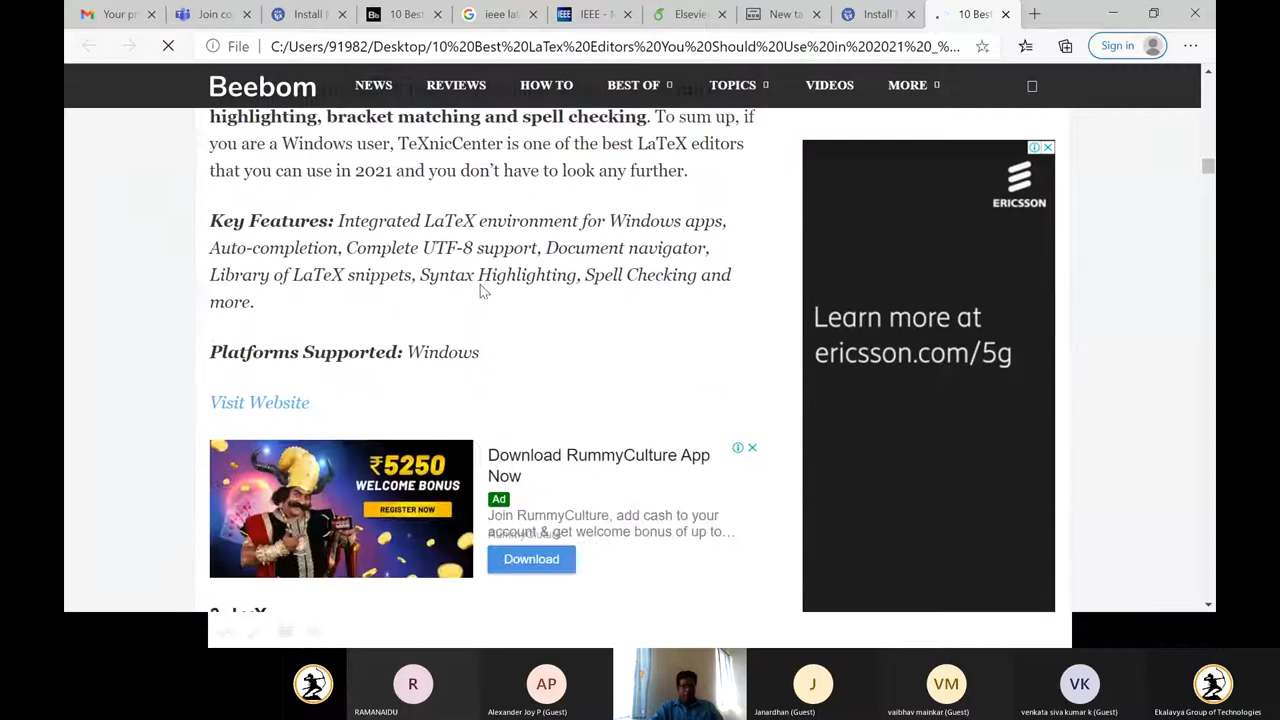 Your p
Join co
Install I
10 Best
ieee la
IEEE -
Elsevie
New ta
Install I
10 Bes
File
C:/Users/91982/Desktop/10%20Best%20LaTex%20Editors%20You%20Should%20Use%20in%202021%20_%...
Sign in
Beebom
NEWS
REVIEWS
HOW TO
BEST OF
TOPICS
VIDEOS
MORE
highlighting, bracket matching and spell checking. To sum up, if
you are a Windows user, TeXnicCenter is one of the best LaTeX editors
that you can use in 2021 and you don’t have to look any further.
Key Features: Integrated LaTeX environment for Windows apps,
Auto-completion, Complete UTF-8 support, Document navigator,
Library of LaTeX snippets, Syntax Highlighting, Spell Checking and
more.
Platforms Supported: Windows
Visit Website
ERICSSON
Learn more at
ericsson.com/5g
₹5250
WELCOME BONUS
REGISTER NOW
Download RummyCulture App
Now
Ad
Join RummyCulture, add cash to your
account & get welcome bonus of up to...
RummyCulture
Download
R
RAMANAIDU
AP
Alexander Joy P (Guest)
J
Janardhan (Guest)
VM
vaibhav mainkar (Guest)
VK
venkata siva kumar k (Guest)
Ekalavya Group of Technologies